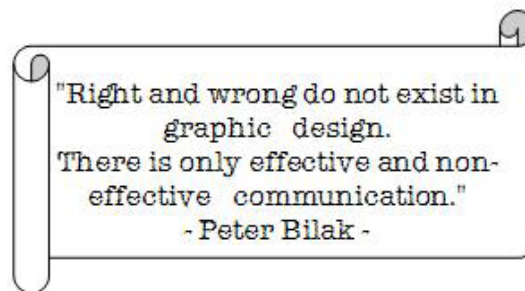 "Right and wrong do not exist in
graphic design.
There is only effective and non-
effective communication."
- Peter Bilak -